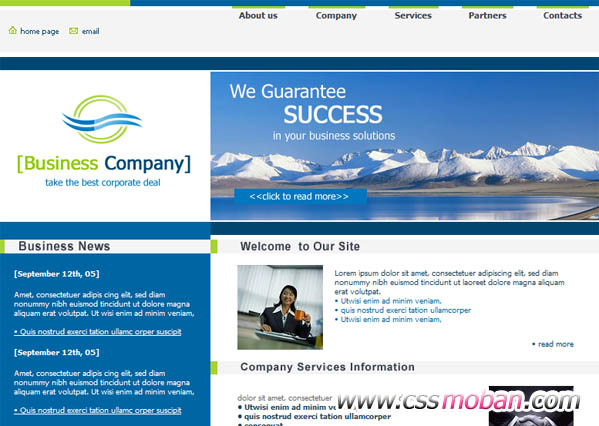 About us
Company
Services
Partners
Contacts
home page
email
We Guarantee
SUCCESS
in your business solutions
<<click to read more>>
[Business Company]
take the best corporate deal
Business News
[September 12th, 05]
Amet, consectetuer adipis cing elit, sed diam
nonummy nibh euismod tincidunt ut dolore magna
aliquam erat volutpat. Ut wisi enim ad minim veniam,
• Quis nostrud exerci tation ullamc orper suscipit
[September 12th, 05]
Amet, consectetuer adipiscing elit, sed diam
nonummy nibh euismod tincidunt ut dolore magna
aliquam erat volutpat. Ut wisi enim ad minim veniam,
• Quis nostrud exerci tation ullamc orper suscipit
Welcome to Our Site
Lorem ipsum dolor sit amet, consectetuer adipiscing elit, sed
diam nonummy nibh euismod tincidunt ut laoreet dolore magna
aliquam erat volutpat.
• Utwisi enim ad minim veniam,
• quis nostrud exerci tation ullamcorper
• Utwisi enim ad minim veniam,
• read more
Company Services Information
dolor sit amet, consectetuer
• Utwisi enim ad minim veniam
• quis nostrud exerci tation ullamcorper
consequat
www.cssmoban.com